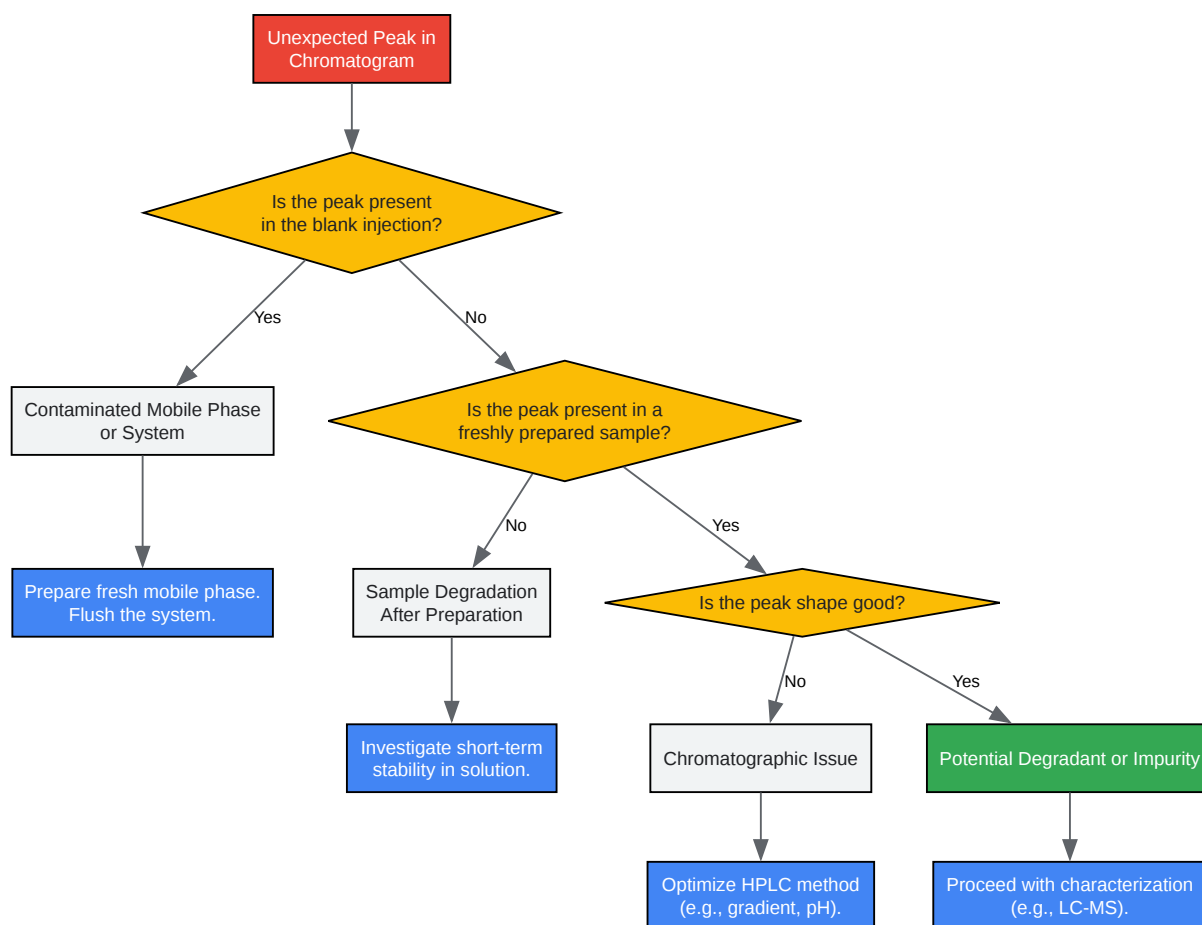 Unexpected Peak in
Chromatogram
Is the peak present
in the blank injection?
Yes
No
Contaminated Mobile Phase
or System
Is the peak present in a
freshly prepared sample?
No
Yes
Prepare fresh mobile phase.
Flush the system.
Sample Degradation
After Preparation
Is the peak shape good?
No
Yes
Investigate short-term
stability in solution.
Chromatographic Issue
Potential Degradant or Impurity
Optimize HPLC method
(e.g., gradient, pH).
Proceed with characterization
(e.g., LC-MS).